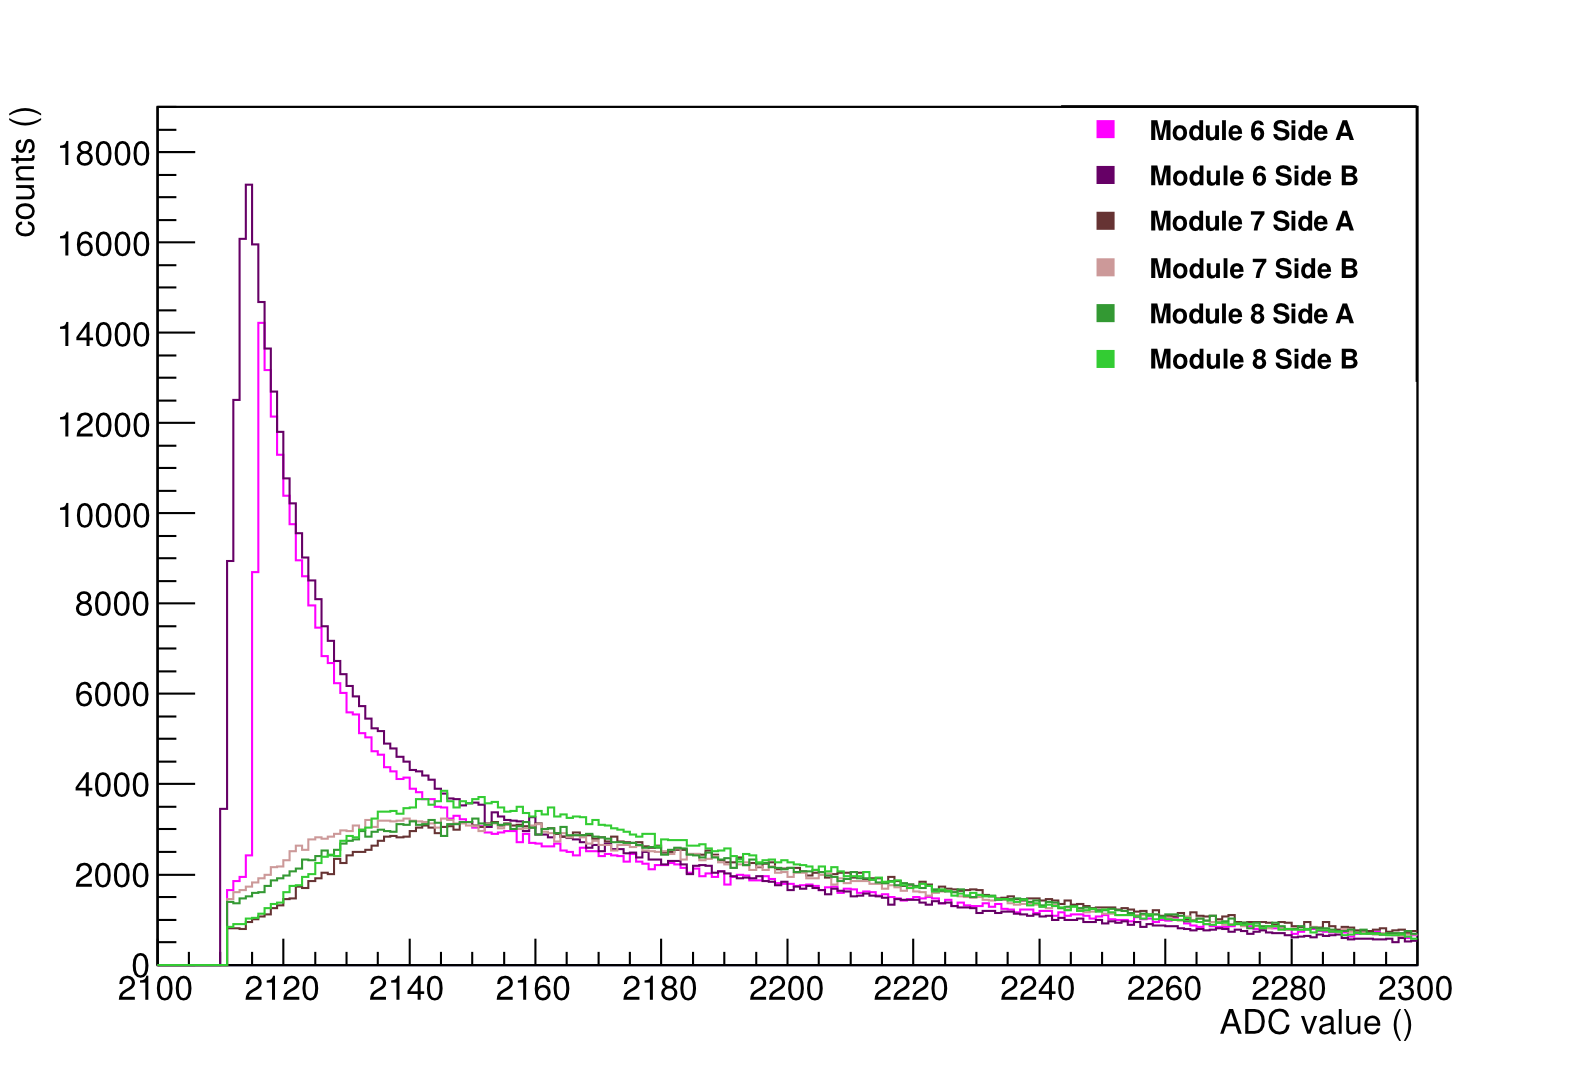 counts ()
18000
16000
14000
12000
10000
8000
6000
4000
2000
0
Module 6 Side A
Module 6 Side B
Module 7 Side A
Module 7 Side B
Module 8 Side A
Module 8 Side B
2100 2120 2140 2160 2180 2200 2220 2240 2260 2280 2300
ADC value ()